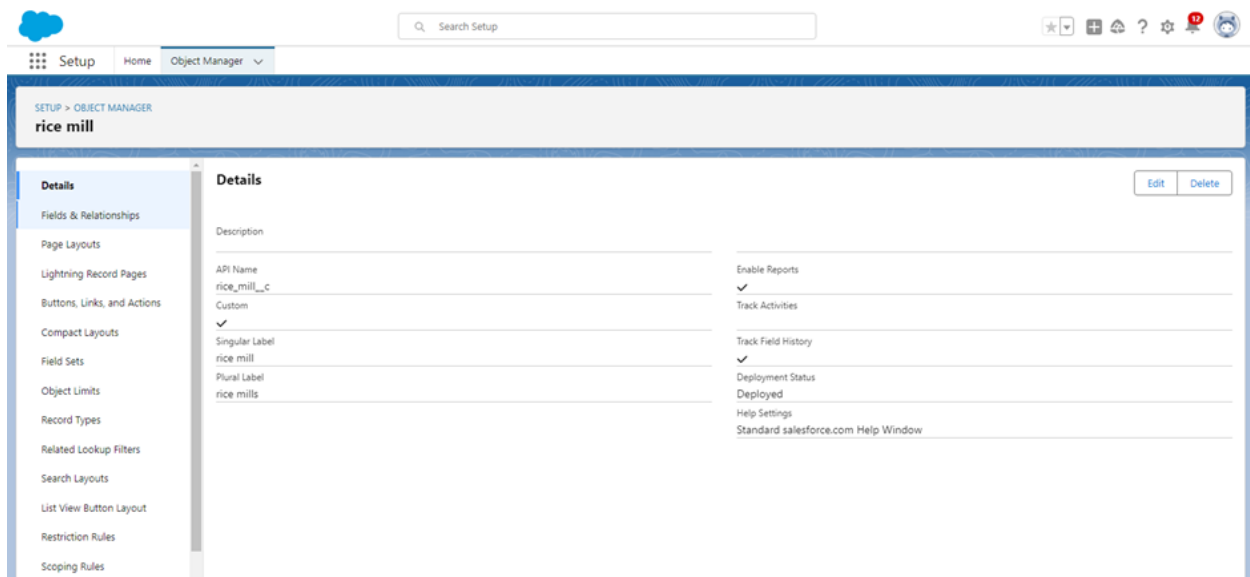 Search Setup
12
Setup
Home
Object Manager
SETUP > OBJECT MANAGER
rice mill
Details
Fields & Relationships
Page Layouts
Lightning Record Pages
Buttons, Links, and Actions
Compact Layouts
Field Sets
Object Limits
Record Types
Related Lookup Filters
Search Layouts
List View Button Layout
Restriction Rules
Scoping Rules
Details
Edit
Delete
Description
API Name
rice_mill__c
Custom
Singular Label
rice mill
Plural Label
rice mills
Enable Reports
Track Activities
Track Field History
Deployment Status
Deployed
Help Settings
Standard salesforce.com Help Window